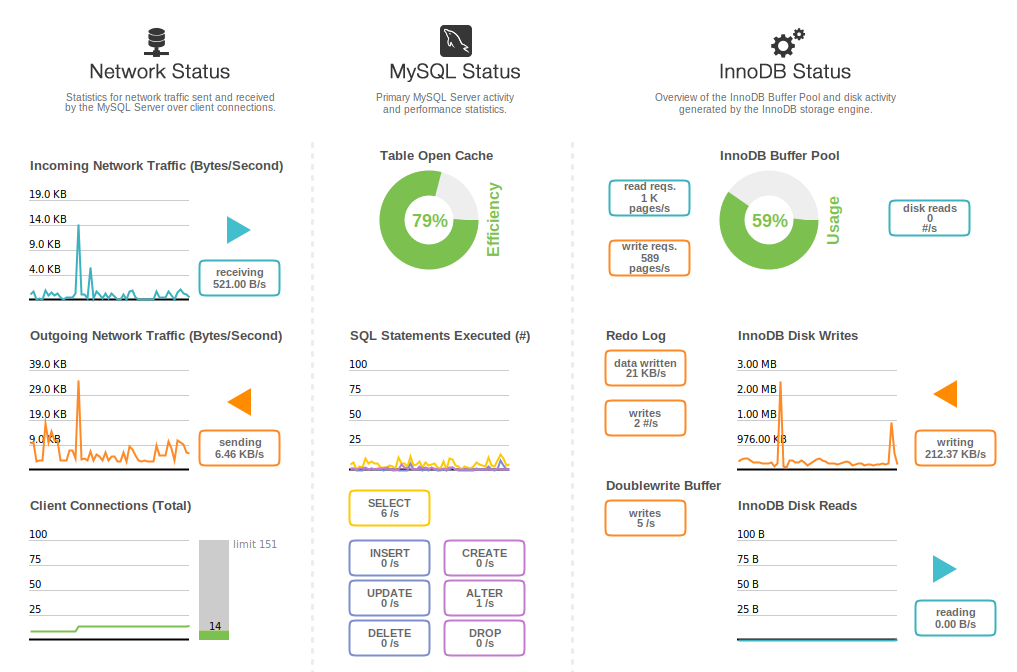 Network Status
Statistics for network traffic sent and received
by the MySQL Server over client connections.
Incoming Network Traffic (Bytes/Second)
19.0 KB
14.0 KB
9.0 KB
4.0 KB
receiving
521.00 B/s
Outgoing Network Traffic (Bytes/Second)
39.0 KB
29.0 KB
19.0 KB
9.0 KB
sending
6.46 KB/s
Client Connections (Total)
100
75
50
25
limit 151
14
MySQL Status
Primary MySQL Server activity
and performance statistics.
Table Open Cache
79%
Efficiency
SQL Statements Executed (#)
100
75
50
25
SELECT
6 /s
INSERT
0 /s
CREATE
0 /s
UPDATE
0 /s
ALTER
1 /s
DELETE
0 /s
DROP
0 /s
InnoDB Status
Overview of the InnoDB Buffer Pool and disk activity
generated by the InnoDB storage engine.
InnoDB Buffer Pool
read reqs.
1 K
pages/s
write reqs.
589
pages/s
59%
Usage
disk reads
0
#/s
Redo Log
data written
21 KB/s
writes
2 #/s
Doublewrite Buffer
writes
5 /s
InnoDB Disk Writes
3.00 MB
2.00 MB
1.00 MB
976.00 KB
writing
212.37 KB/s
InnoDB Disk Reads
100 B
75 B
50 B
25 B
reading
0.00 B/s